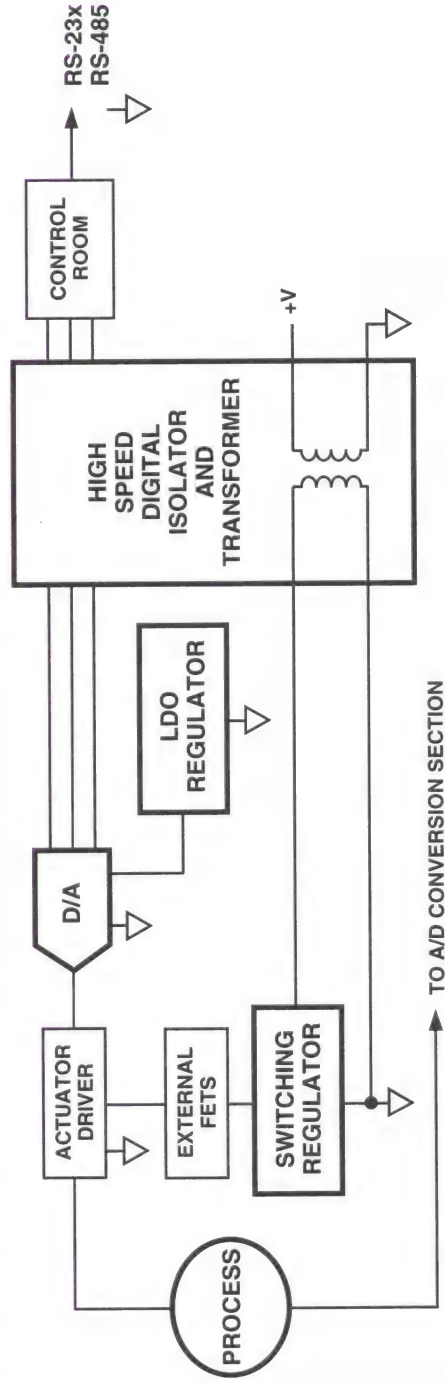 RS-23x
RS-485
CONTROL
ROOM
HIGH
SPEED
DIGITAL
ISOLATOR
AND
TRANSFORMER
+V
D/A
LDO
REGULATOR
ACTUATOR
DRIVER
EXTERNAL
FETS
SWITCHING
REGULATOR
PROCESS
TO A/D CONVERSION SECTION